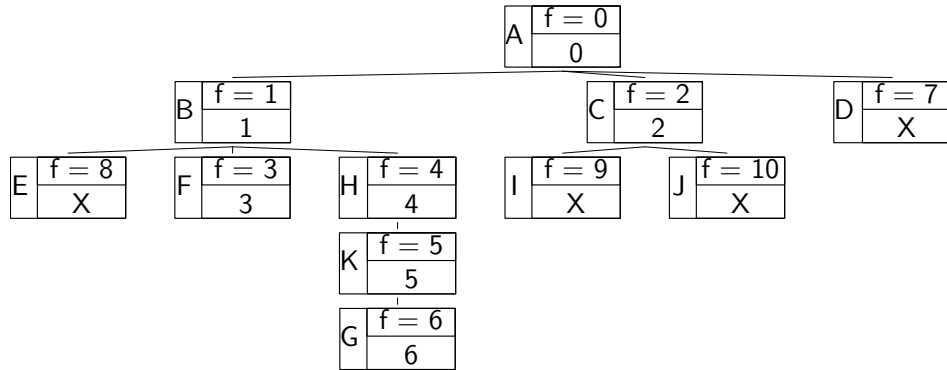 A f = 0
0
B f = 1
1
C f = 2
2
D f = 7
X
E f = 8
X
F f = 3
3
H f = 4
4
I f = 9
X
J f = 10
X
K f = 5
5
G f = 6
6